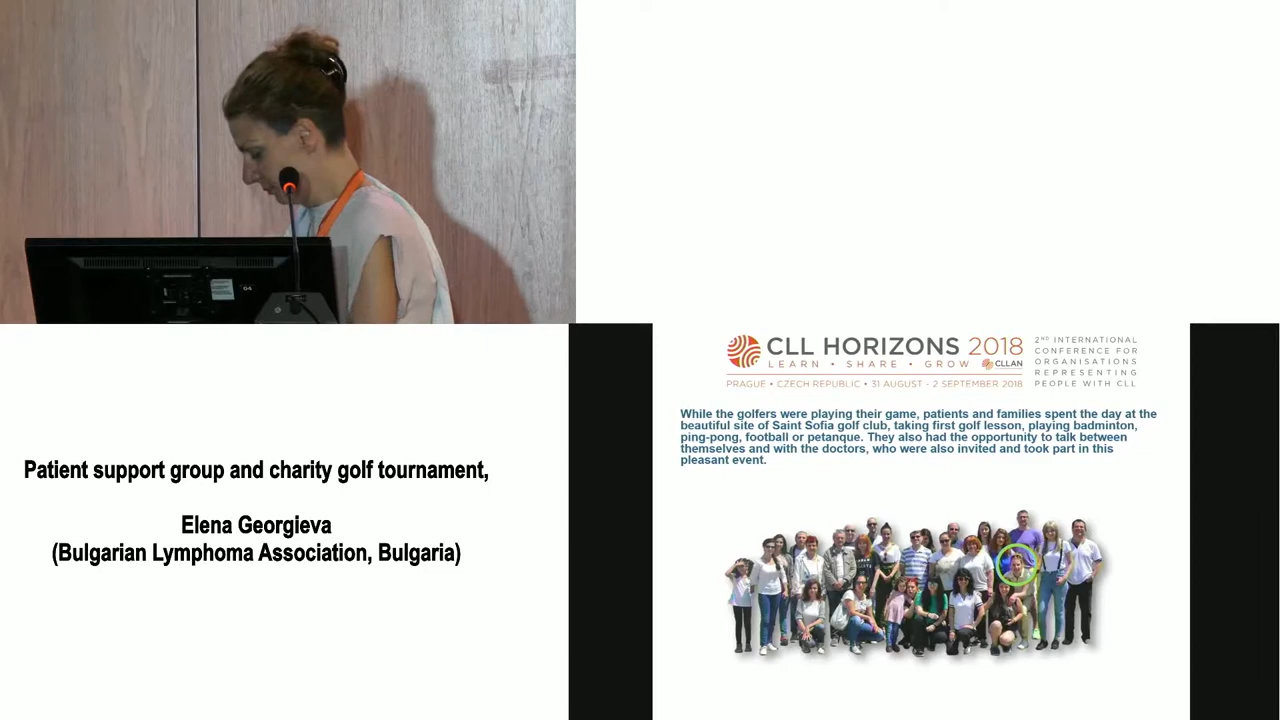 CLL HORIZONS 2018
LEARN • SHARE • GROW
CLLAN
PRAGUE • CZECH REPUBLIC • 31 AUGUST - 2 SEPTEMBER 2018
2ND INTERNATIONAL
CONFERENCE FOR
ORGANISATIONS
REPRESENTING
PEOPLE WITH CLL
While the golfers were playing their game, patients and families spent the day at the
beautiful site of Saint Sofia golf club, taking first golf lesson, playing badminton,
ping-pong, football or petanque. They also had the opportunity to talk between
themselves and with the doctors, who were also invited and took part in this
pleasant event.
Patient support group and charity golf tournament,
Elena Georgieva
(Bulgarian Lymphoma Association, Bulgaria)
04